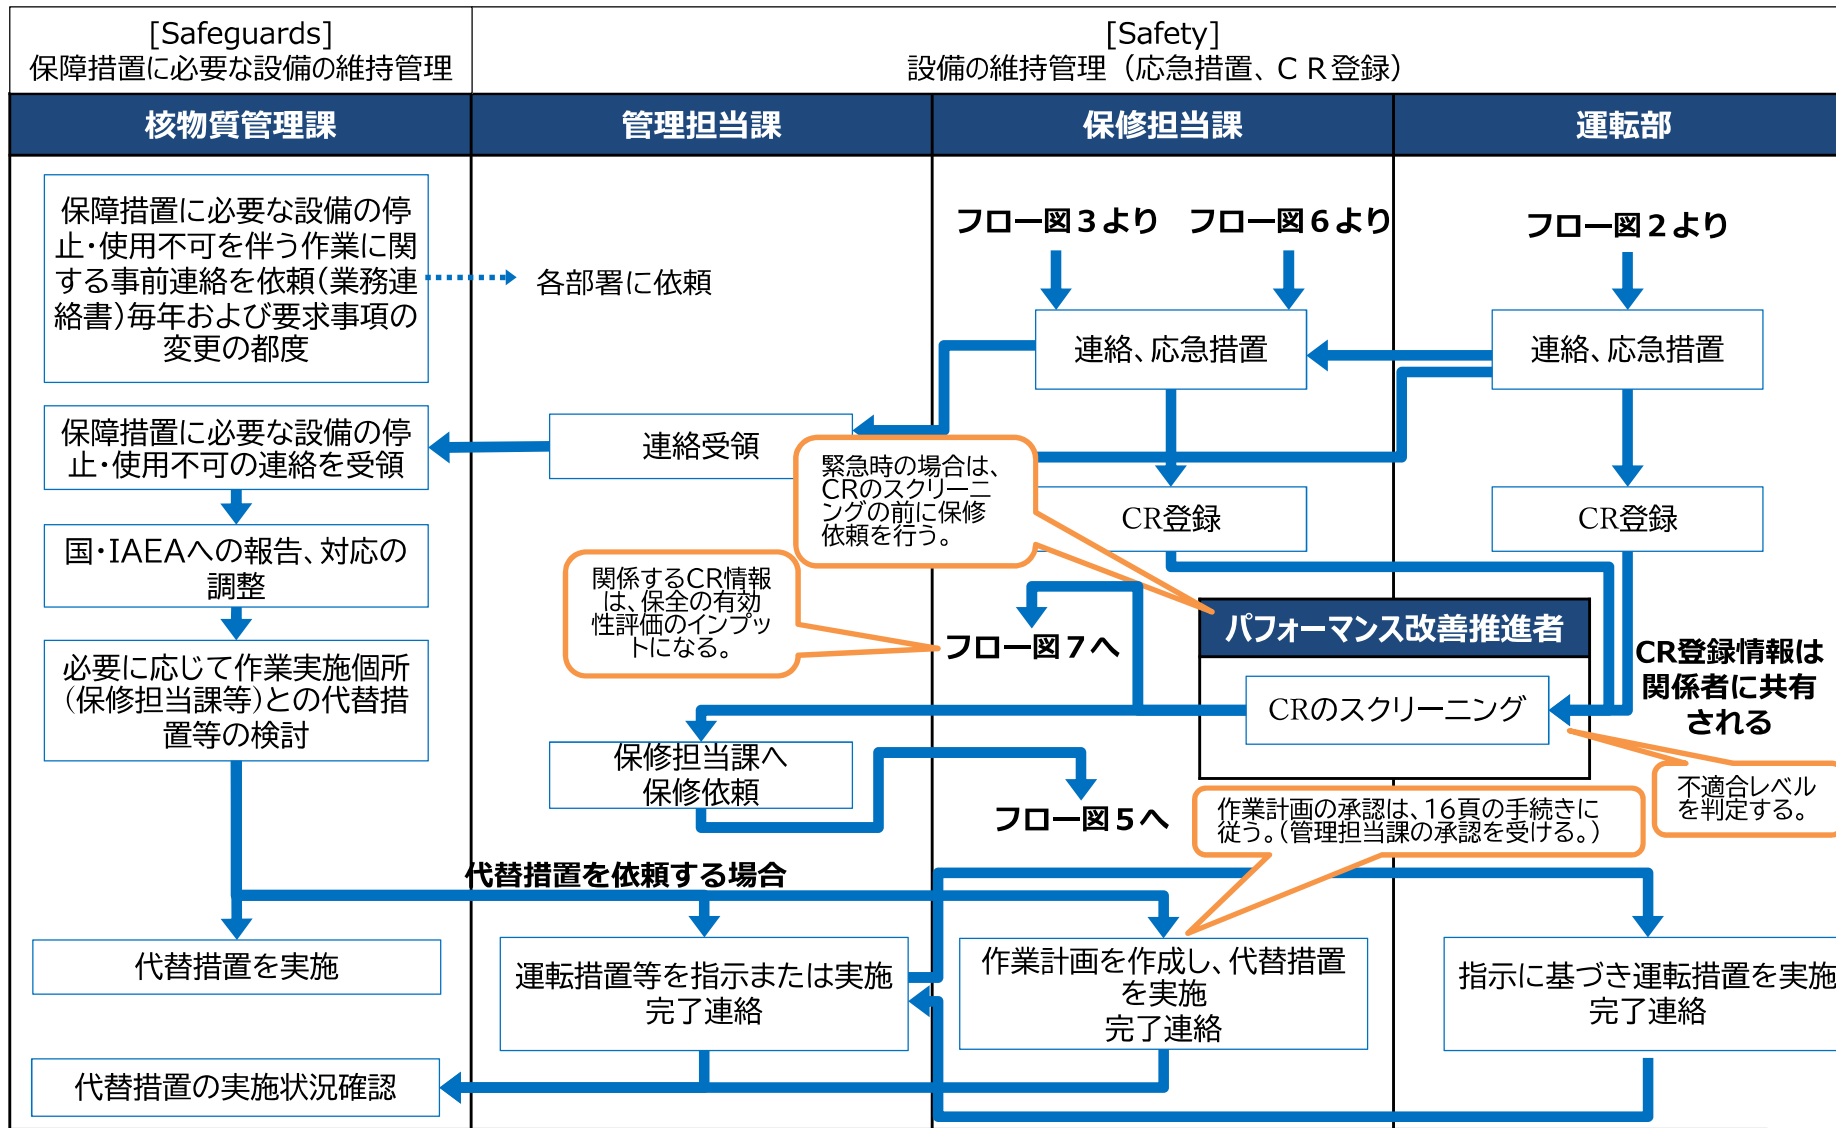 [Safeguards]
保障措置に必要な設備の維持管理
[Safety]
設備の維持管理（応急措置、ＣＲ登録）
核物質管理課
管理担当課
保修担当課
運転部
保障措置に必要な設備の停
止・使用不可を伴う作業に関
する事前連絡を依頼(業務連
絡書)毎年および要求事項の
変更の都度
各部署に依頼
フロー図３より
フロー図６より
フロー図２より
連絡、応急措置
連絡、応急措置
保障措置に必要な設備の停
止・使用不可の連絡を受領
連絡受領
緊急時の場合は、
CRのスクリーニ
ングの前に保修
依頼を行う。
CR登録
CR登録
国・IAEAへの報告、対応の
調整
関係するCR情報
は、保全の有効
性評価のインプッ
トになる。
フロー図７へ
パフォーマンス改善推進者
CR登録情報は
関係者に共有
される
必要に応じて作業実施個所
(保修担当課等)との代替措
置等の検討
CRのスクリーニング
保修担当課へ
保修依頼
フロー図５へ
不適合レベル
を判定する。
作業計画の承認は、16頁の手続きに
従う。(管理担当課の承認を受ける。)
代替措置を依頼する場合
代替措置を実施
運転措置等を指示または実施
完了連絡
作業計画を作成し、代替措置
を実施
完了連絡
指示に基づき運転措置を実施
完了連絡
代替措置の実施状況確認